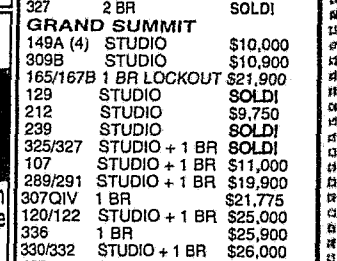 327 2 BR SOLD!
GRAND SUMMIT
149A (4) STUDIO $10,000
309B STUDIO $10,900
165/167B 1 BR LOCKOUT $21,900
129 STUDIO SOLD!
212 STUDIO $9,750
239 STUDIO SOLD!
325/327 STUDIO + 1 BR SOLD!
107 STUDIO + 1 BR $11,000
289/291 STUDIO + 1 BR $19,900
307QIV 1 BR $21,775
120/122 STUDIO + 1 BR $25,000
336 1 BR $25,900
330/332 STUDIO + 1 BR $26,000